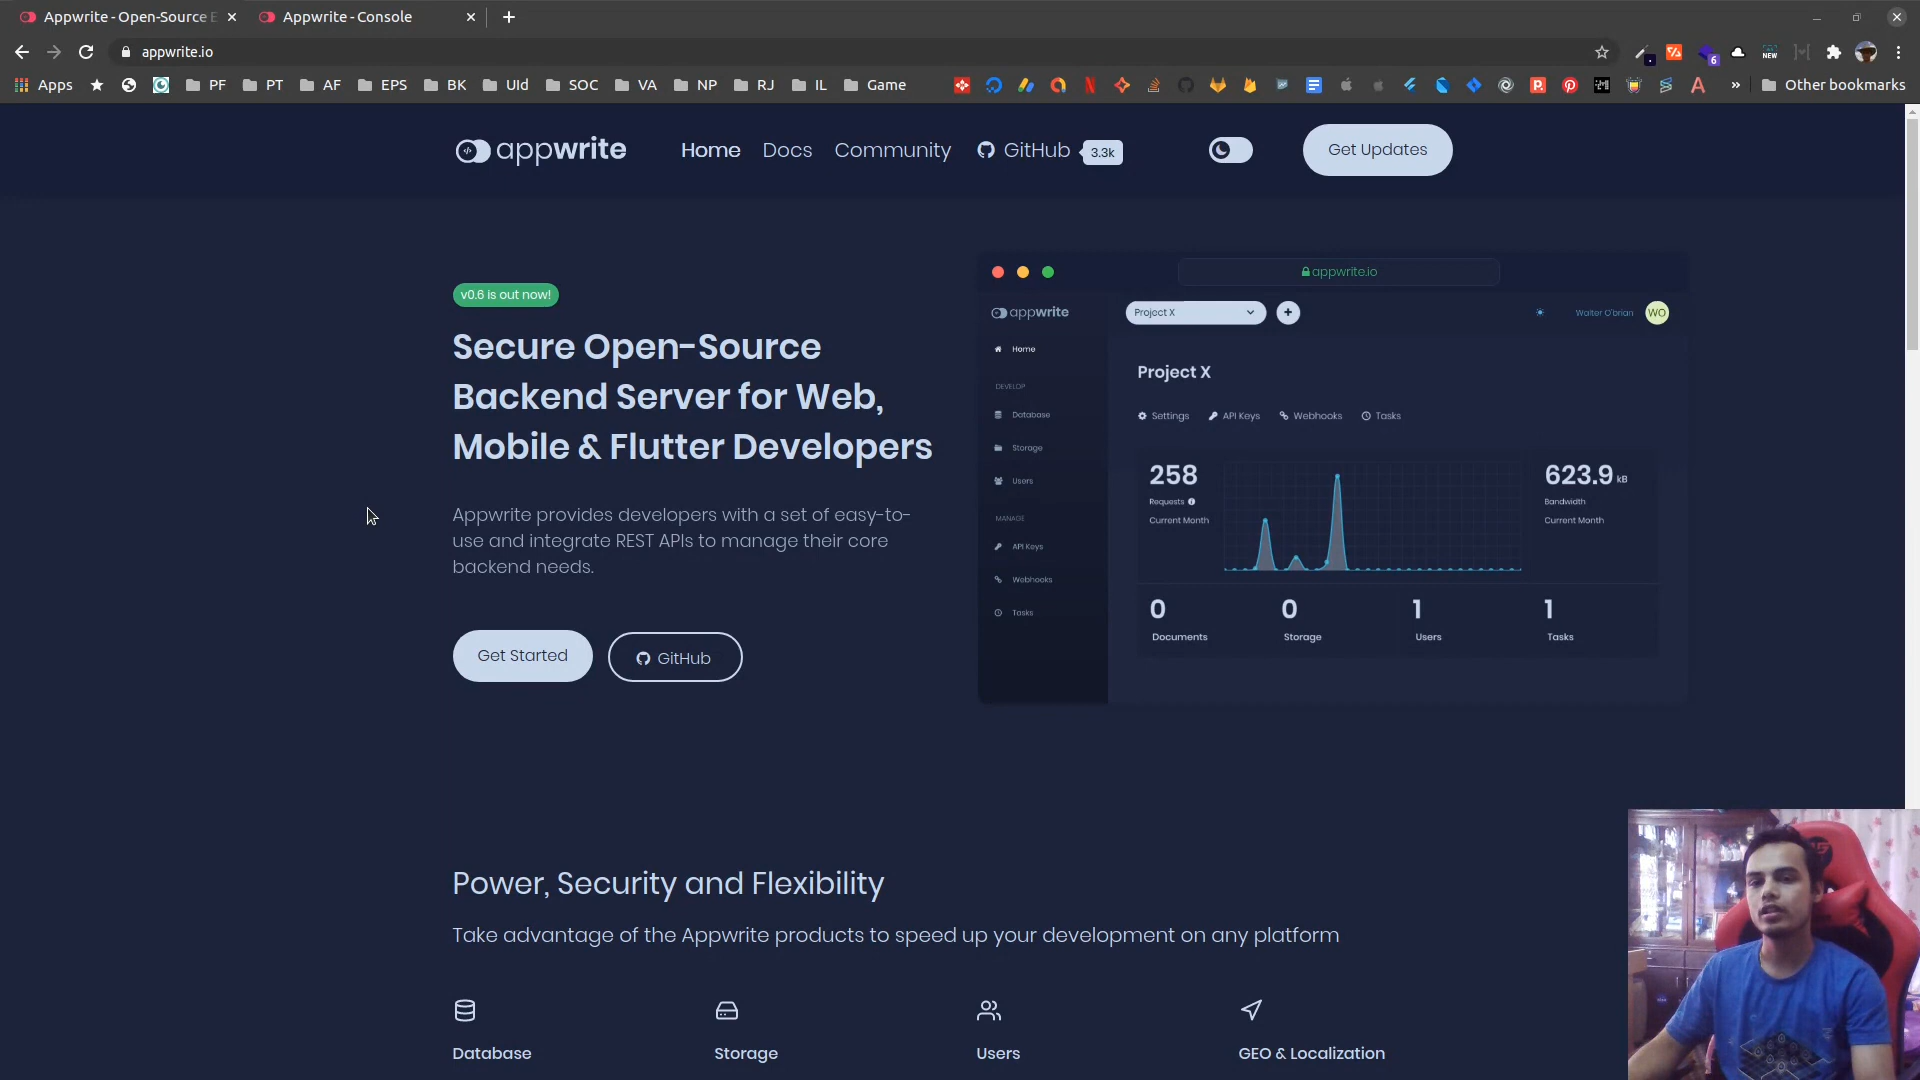 Appwrite - Open-Source E
Appwrite - Console
appwrite.io
6
NEW
Apps
PF
PT
AF
EPS
BK
UId
SOC
VA
NP
RJ
IL
Game
Other bookmarks
appwrite
Home
Docs
Community
GitHub
3.3k
Get Updates
v0.6 is out now!
Secure Open-Source
Backend Server for Web,
Mobile & Flutter Developers
Appwrite provides developers with a set of easy-to-
use and integrate REST APIs to manage their core
backend needs.
Get Started
GitHub
appwrite.io
appwrite
Project X
Walter O'brian
WO
Home
DEVELOP
Database
Storage
Users
MANAGE
API Keys
Webhooks
Tasks
Project X
Settings
API Keys
Webhooks
Tasks
258
Requests
Current Month
623.9 kB
Bandwidth
Current Month
0
Documents
0
Storage
1
Users
1
Tasks
Power, Security and Flexibility
Take advantage of the Appwrite products to speed up your development on any platform
Database
Storage
Users
GEO & Localization